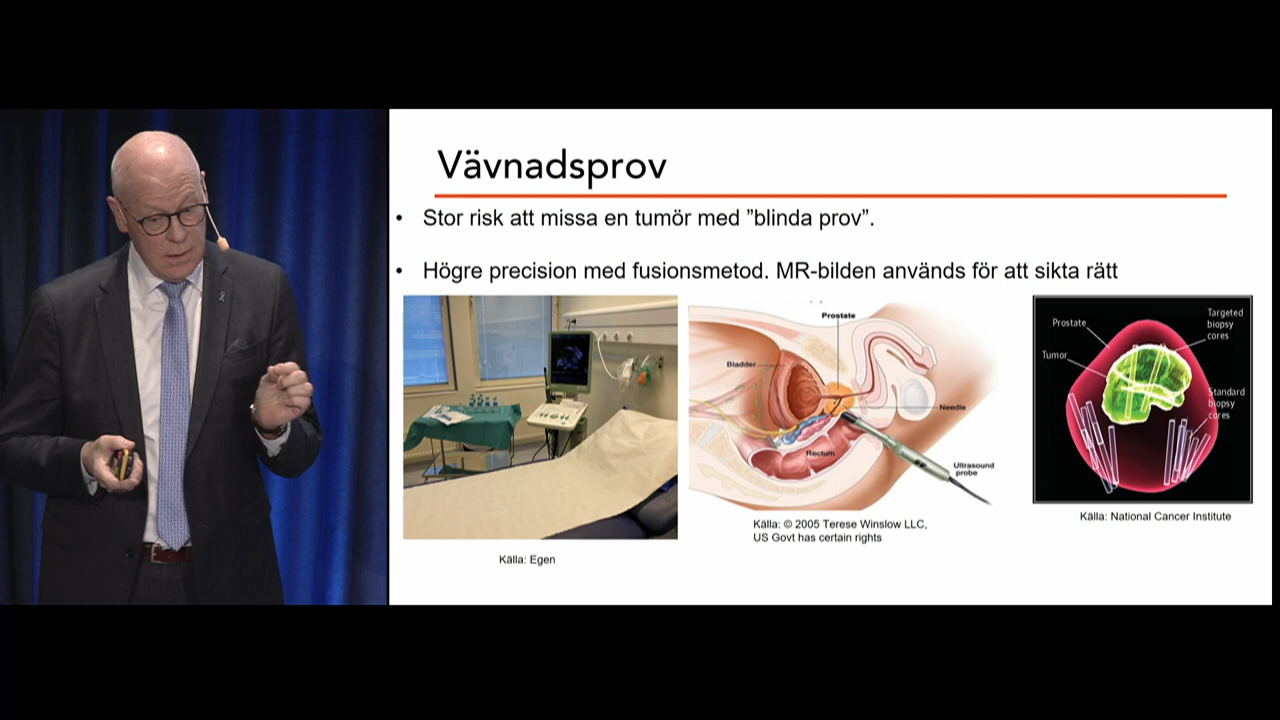 Vävnadsprov
• Stor risk att missa en tumör med ”blinda prov”.
• Högre precision med fusionsmetod. MR-bilden används för att sikta rätt
Prostate
Bladder
Needle
Rectum
Ultrasound
probe
Prostate
Tumor
Targeted
biopsy
cores
Standard
biopsy
cores
Källa: Egen
Källa: © 2005 Terese Winslow LLC,
US Govt has certain rights
Källa: National Cancer Institute